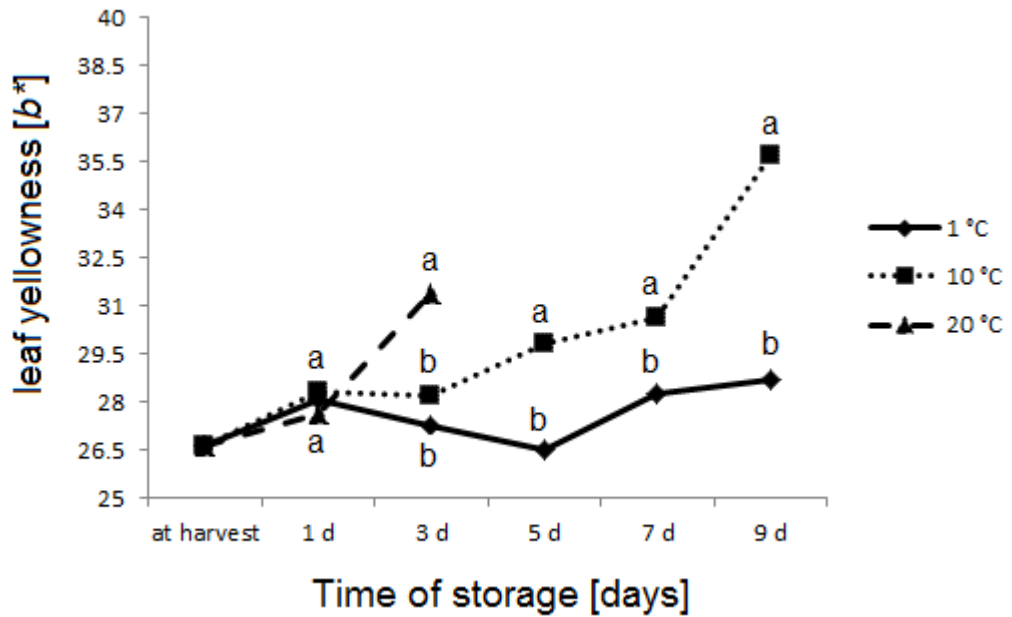 leaf yellowness [b*]
40
38.5
37
35.5
34
32.5
31
29.5
28
26.5
25
a
a
a
b
b
a
b
a
b
a
b
at harvest 1 d 3 d 5 d 7 d 9 d
Time of storage [days]
1 °C
10 °C
20 °C